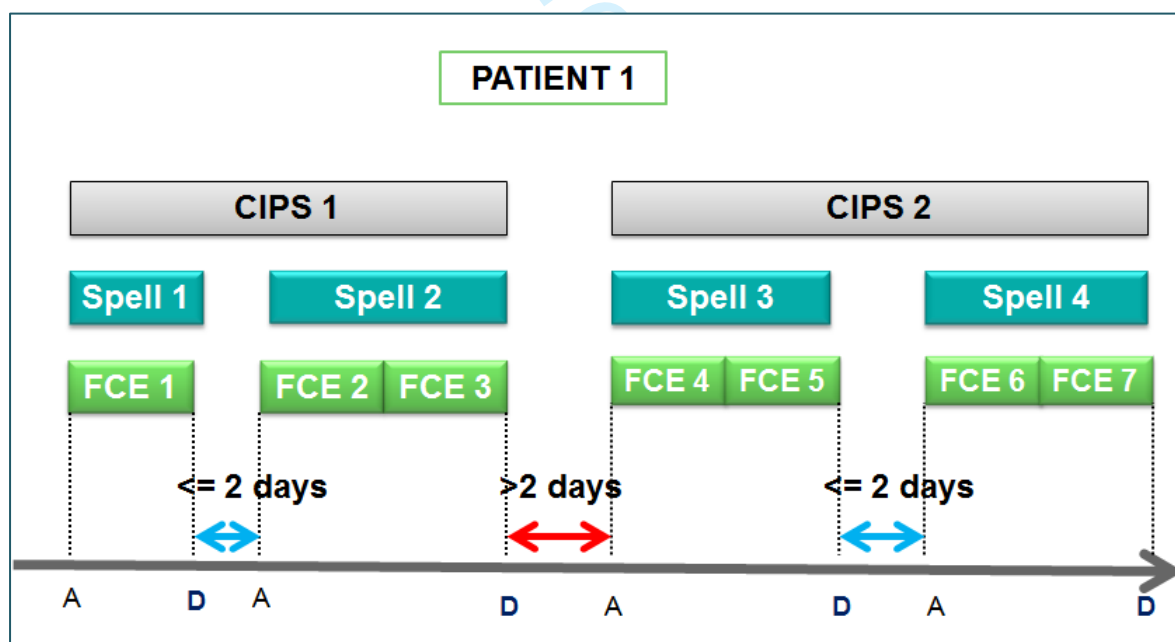 PATIENT 1
CIPS 1 CIPS 2
Spell 1 Spell 2 Spell 3 Spell 4
FCE 1 FCE 2 FCE 3 FCE 4 FCE 5 FCE 6 FCE 7
<= 2 days >2 days <= 2 days
A D A D A D A D